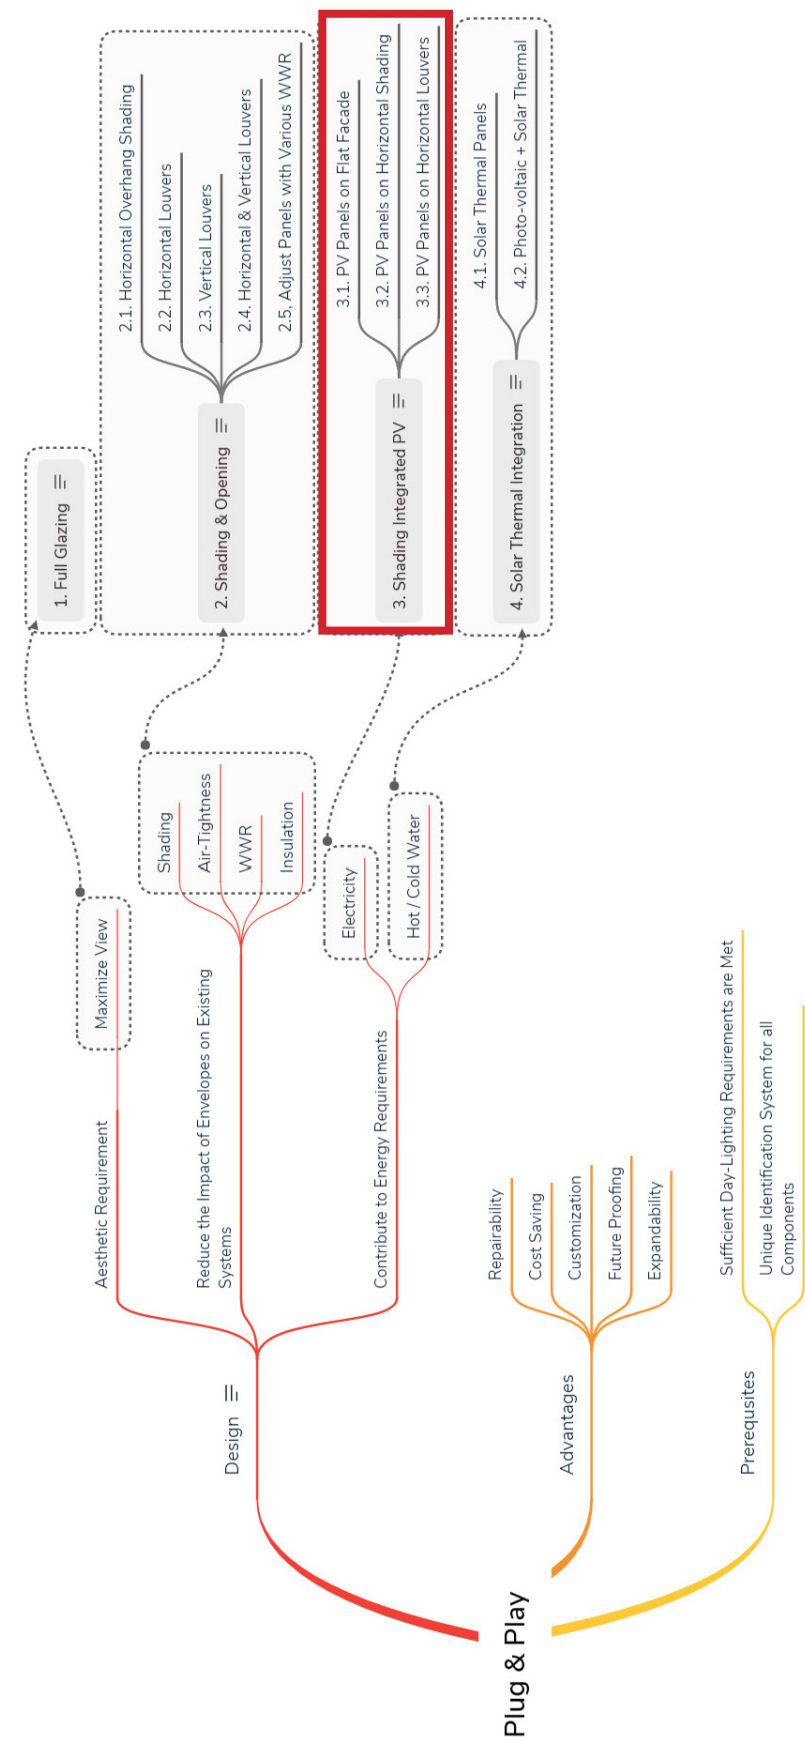 Plug & Play
Design
Aesthetic Requirement
Maximize View
1. Full Glazing
Reduce the Impact of Envelopes on Existing
Systems
Shading
Air-Tightness
WWR
Insulation
2. Shading & Opening
2.1. Horizontal Overhang Shading
2.2. Horizontal Louvers
2.3. Vertical Louvers
2.4. Horizontal & Vertical Louvers
2.5, Adjust Panels with Various WWR
Contribute to Energy Requirements
Electricity
Hot / Cold Water
3. Shading Integrated PV
3.1. PV Panels on Flat Facade
3.2. PV Panels on Horizontal Shading
3.3. PV Panels on Horizontal Louvers
4. Solar Thermal Integration
4.1. Solar Thermal Panels
4.2. Photo-voltaic + Solar Thermal
Advantages
Repairability
Cost Saving
Customization
Future Proofing
Expandability
Prerequsites
Sufficient Day-Lighting Requirements are Met
Unique Identification System for all
Components